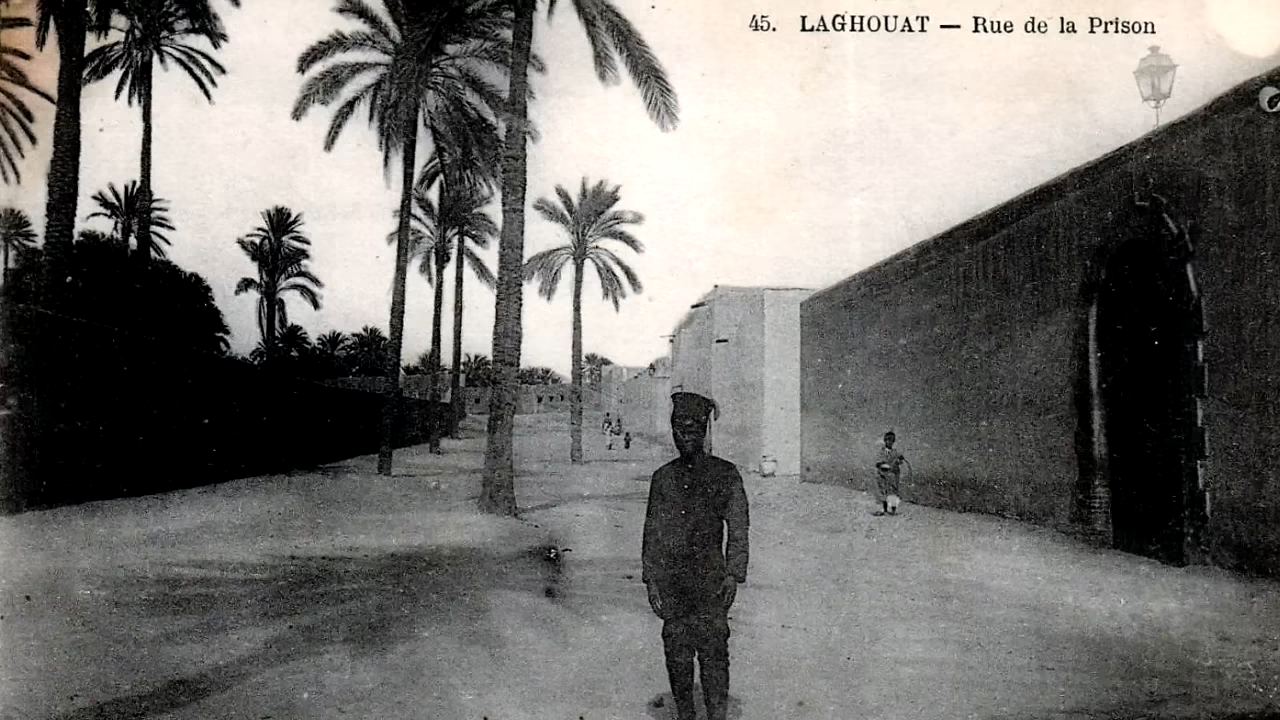 45. LAGHOUAT — Rue de la Prison